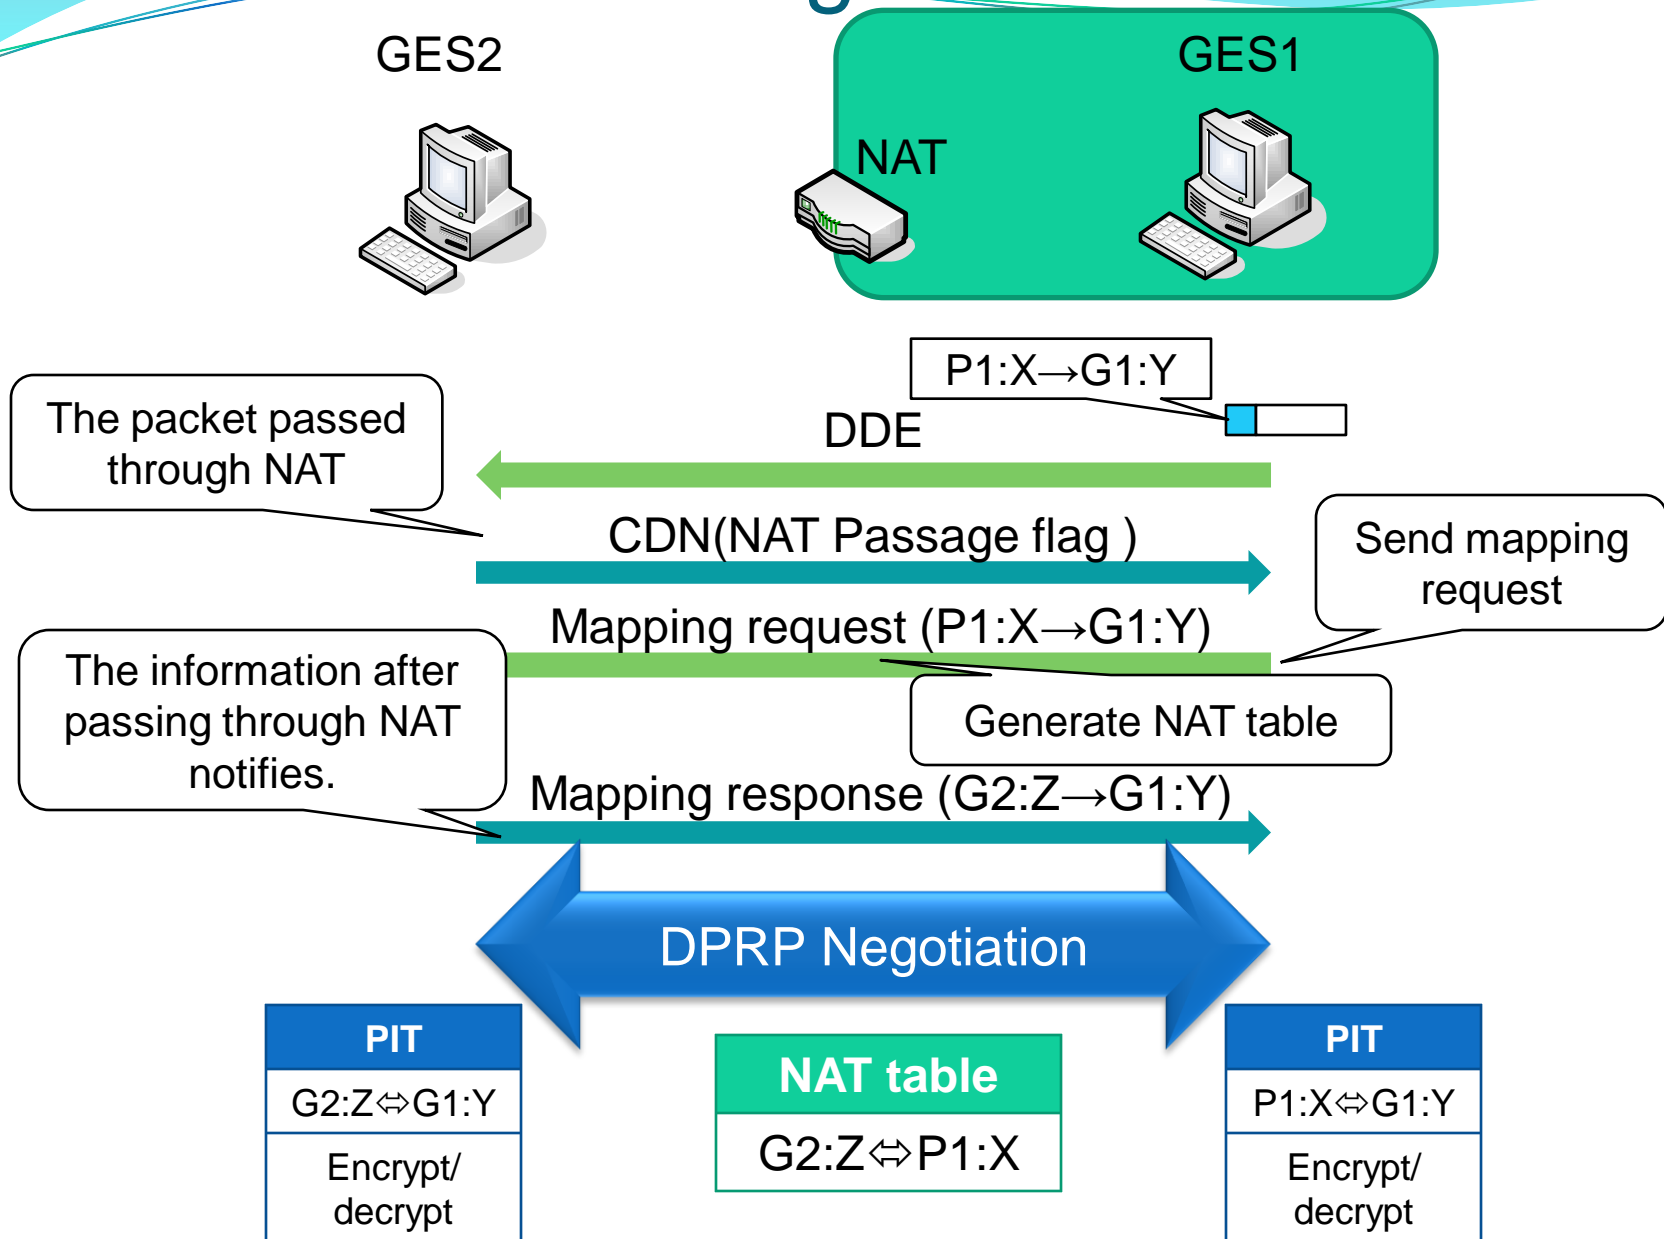 GES2
GES1
NAT
P1:X→G1:Y
The packet passed
through NAT
DDE
CDN(NAT Passage flag )
Send mapping
request
Mapping request (P1:X→G1:Y)
The information after
passing through NAT
notifies.
Generate NAT table
Mapping response (G2:Z→G1:Y)
DPRP Negotiation
PIT
G2:Z⇔G1:Y
Encrypt/
decrypt
NAT table
G2:Z⇔P1:X
PIT
P1:X⇔G1:Y
Encrypt/
decrypt